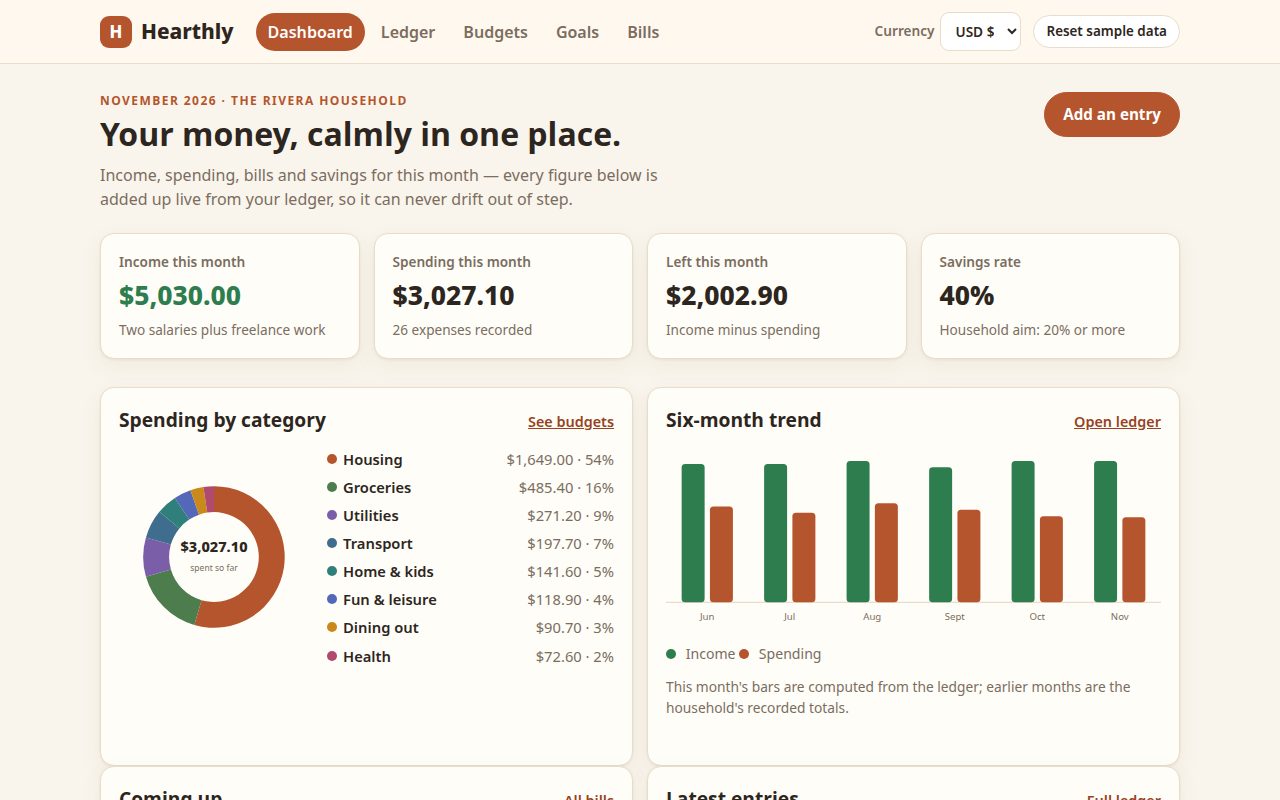 H Hearthly Dashboard Ledger Budgets Goals Bills Currency USD $ Reset sample data
NOVEMBER 2026 · THE RIVERA HOUSEHOLD
Your money, calmly in one place.
Add an entry
Income, spending, bills and savings for this month — every figure below is
added up live from your ledger, so it can never drift out of step.
Income this month
$5,030.00
Two salaries plus freelance work
Spending this month
$3,027.10
26 expenses recorded
Left this month
$2,002.90
Income minus spending
Savings rate
40%
Household aim: 20% or more
Spending by category See budgets
$3,027.10
spent so far
Housing $1,649.00 · 54%
Groceries $485.40 · 16%
Utilities $271.20 · 9%
Transport $197.70 · 7%
Home & kids $141.60 · 5%
Fun & leisure $118.90 · 4%
Dining out $90.70 · 3%
Health $72.60 · 2%
Six-month trend Open ledger
Jun Jul Aug Sept Oct Nov
Income Spending
This month's bars are computed from the ledger; earlier months are the
household's recorded totals.
Coming up All bills
Latest entries Full ledger